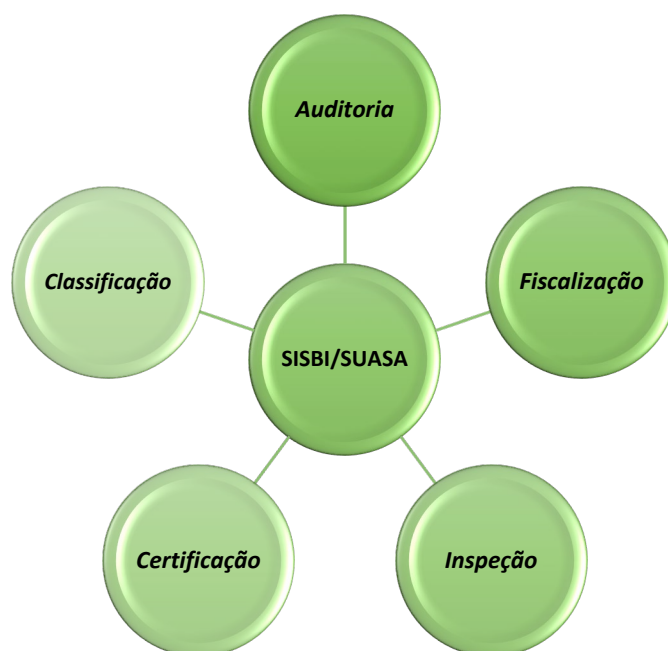 Auditoria
Classificação
Fiscalização
SISBI/SUASA
Certificação
Inspeção